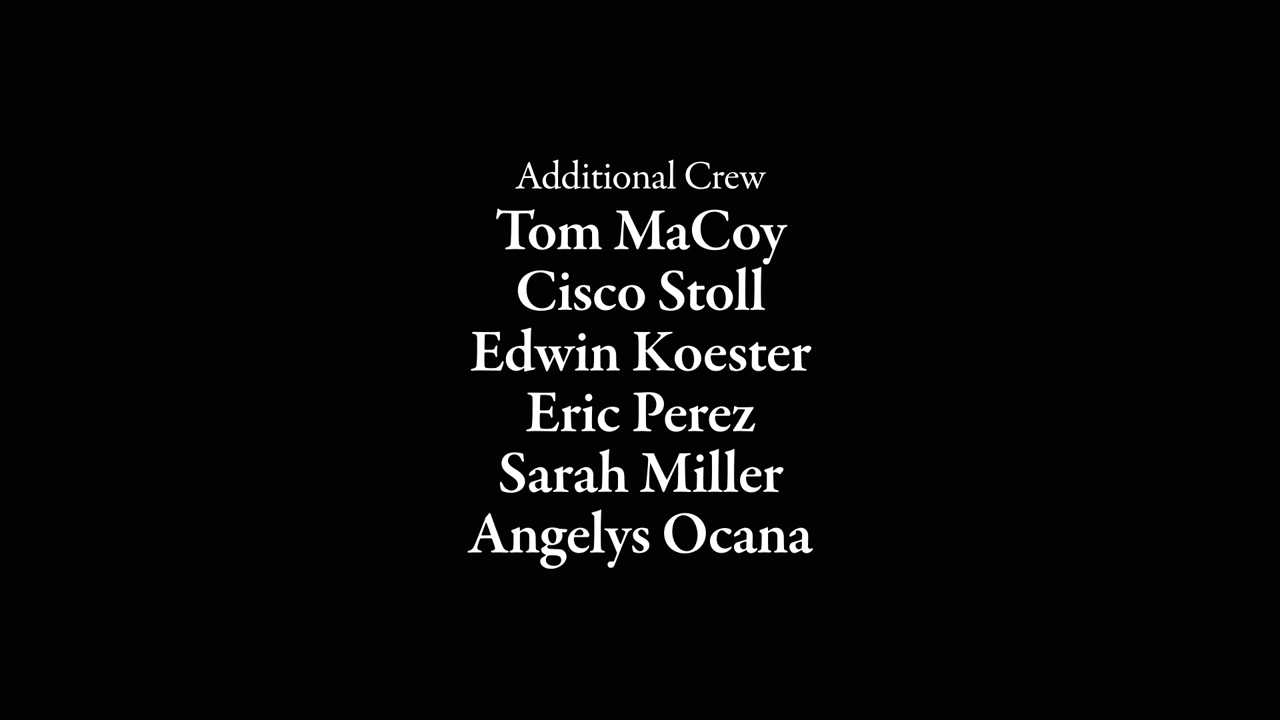 Additional Crew
Tom MaCoy
Cisco Stoll
Edwin Koester
Eric Perez
Sarah Miller
Angelys Ocana